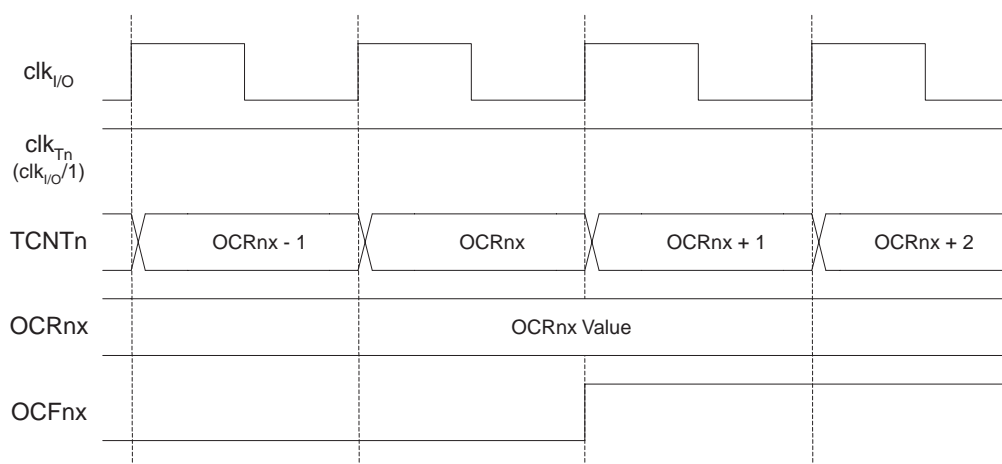 clkI/O
clkTn
(clkI/O/1)
TCNTn OCRnx - 1 OCRnx OCRnx + 1 OCRnx + 2
OCRnx OCRnx Value
OCFnx